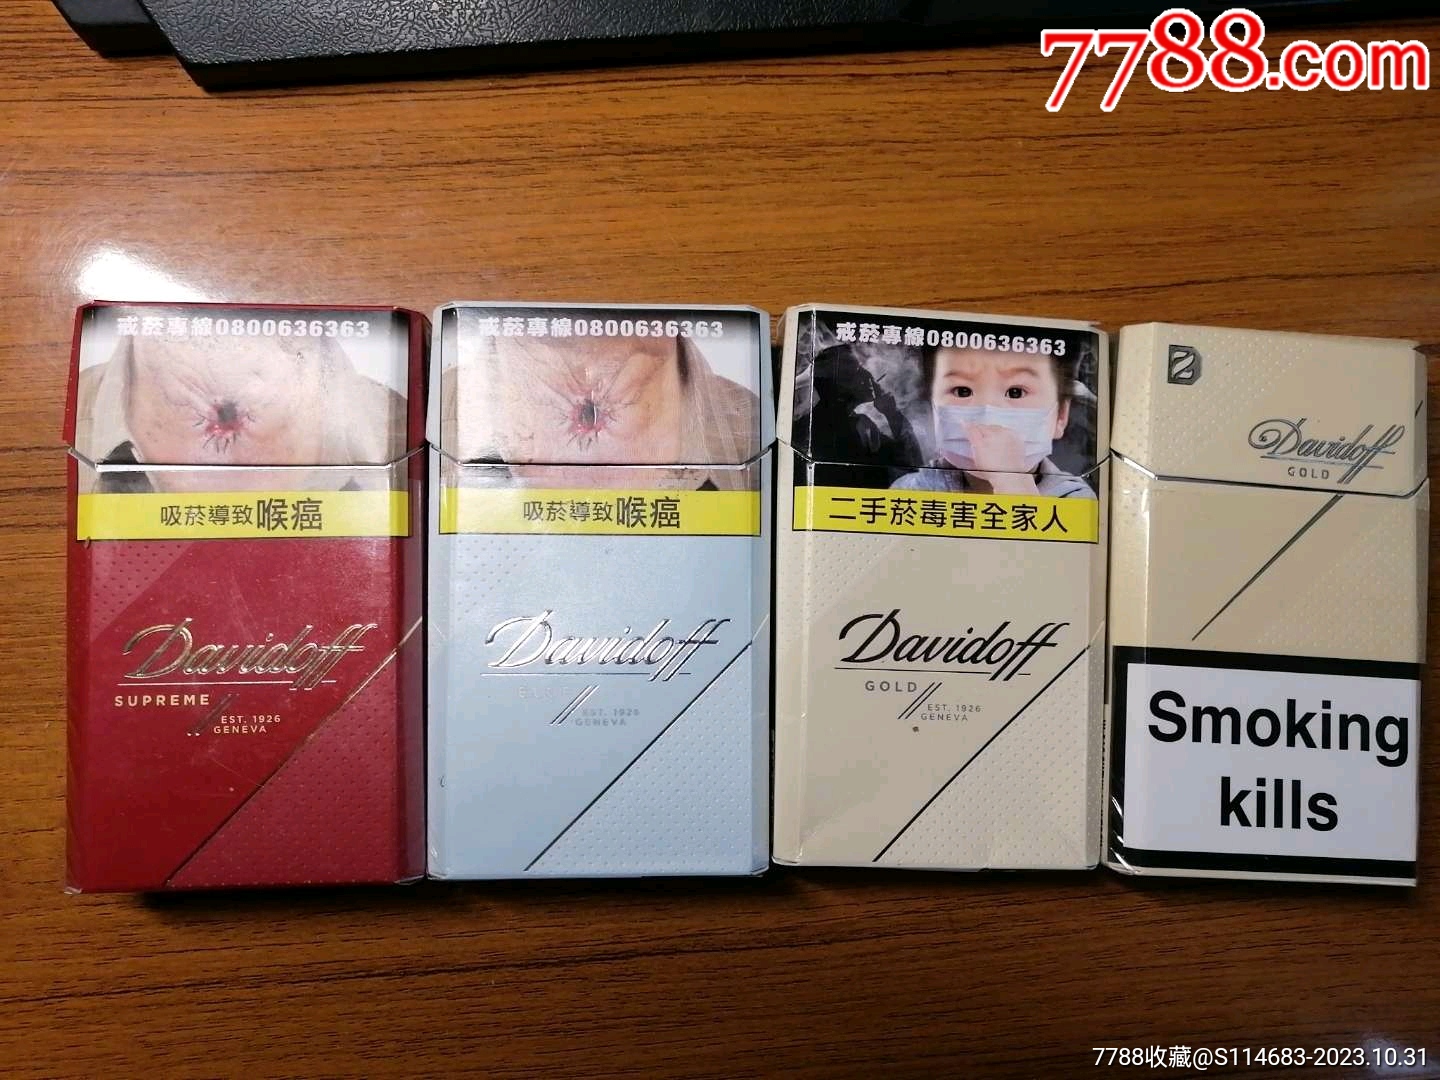 7788.com
戒菸專線0800636363
吸菸導致喉癌
Davidoff
SUPREME
EST. 1926
GENEVA
戒菸專線0800636363
吸菸導致喉癌
Davidoff
EST. 1926
GENEVA
戒菸專線0800636363
二手菸毒害全家人
Davidoff
GOLD
EST. 1926
GENEVA
Davidoff
GOLD
Smoking
kills
7788收藏@S114683-2023.10.31